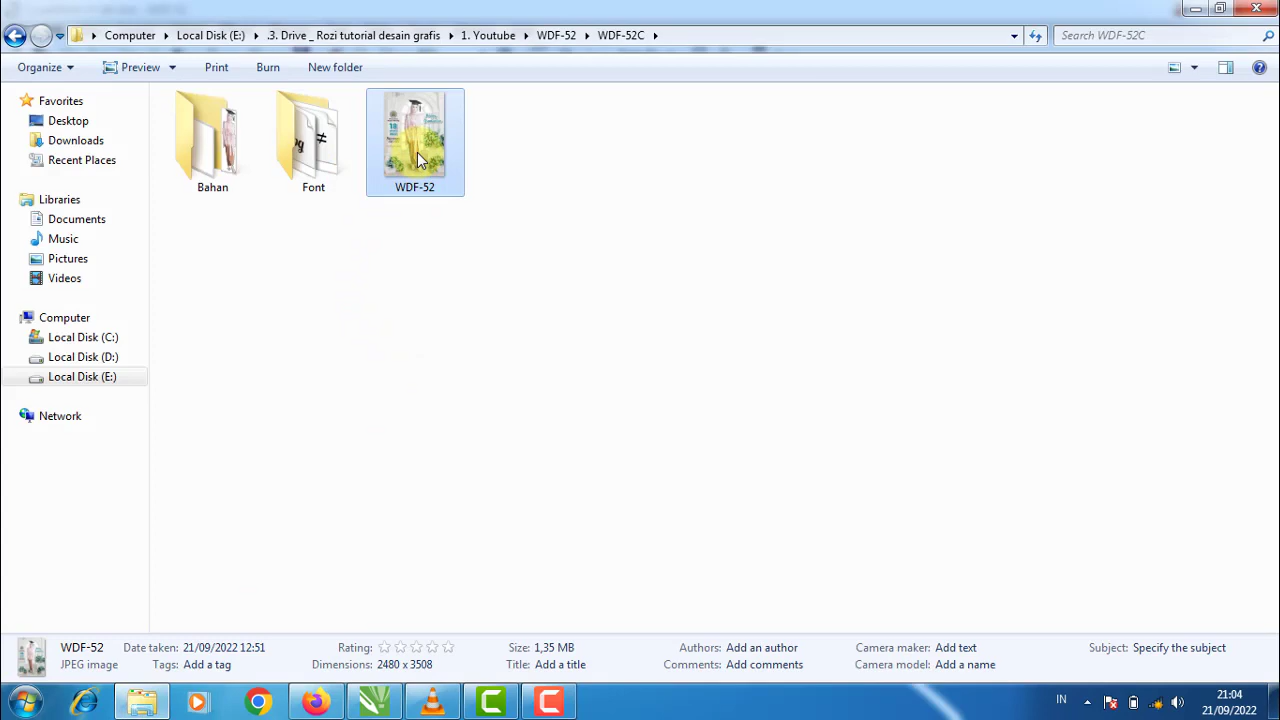 Computer Local Disk (E:) .3. Drive _ Rozi tutorial desain grafis 1. Youtube WDF-52 WDF-52C Search WDF-52C
Organize Preview Print Burn New folder
Favorites
Desktop
Downloads
Recent Places
Libraries
Documents
Music
Pictures
Videos
Computer
Local Disk (C:)
Local Disk (D:)
Local Disk (E:)
Network
Bahan Font WDF-52
WDF-52 Date taken: 21/09/2022 12:51 Rating: Size: 1,35 MB Authors: Add an author Camera maker: Add text Subject: Specify the subject
JPEG image Tags: Add a tag Dimensions: 2480 x 3508 Title: Add a title Comments: Add comments Camera model: Add a name
IN 21:04
21/09/2022